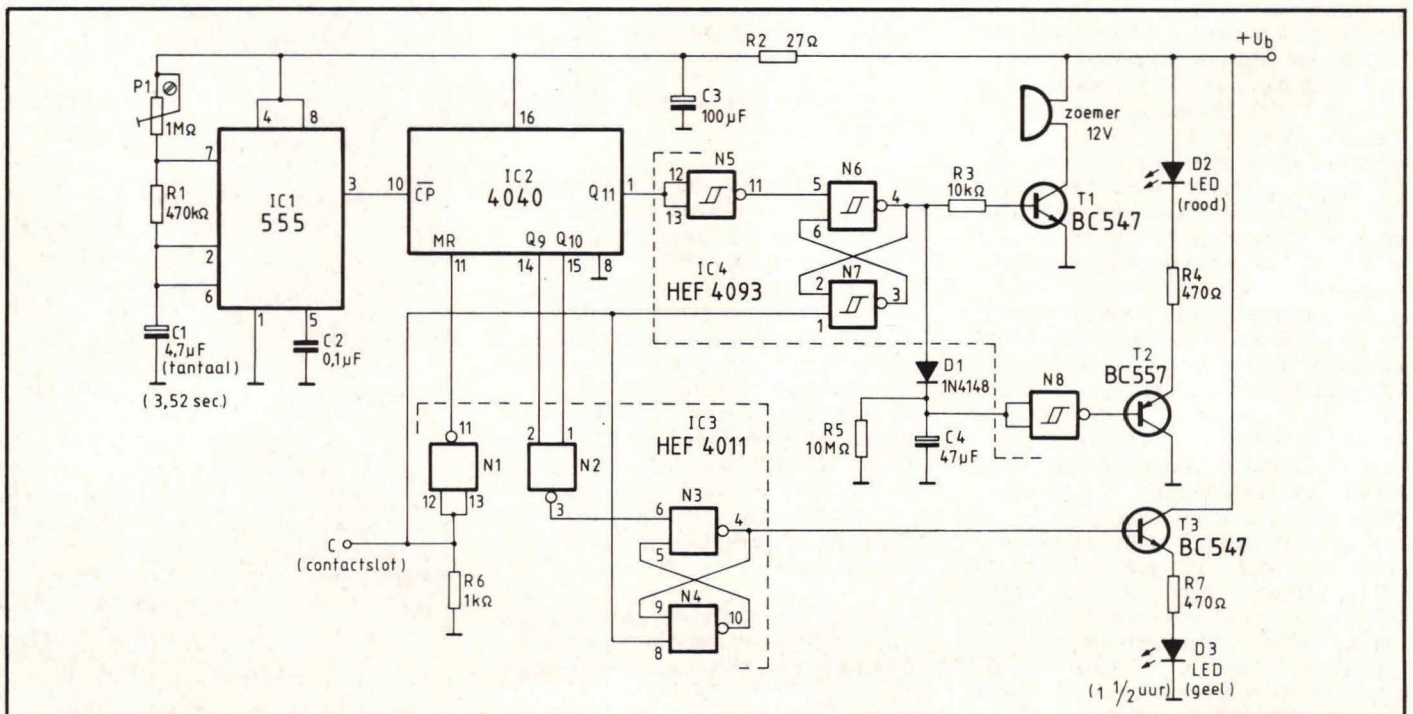 R2 27Ω
+Ub
P1
1MΩ
4
8
C3
100µF
zoemer
12V
16
7
R1
470kΩ
IC1
555
3
10
C̅P̅
IC2
4040
Q11
1
12
13
N5
11
5
N6
4
6
R3
10kΩ
T1
BC547
D2
LED
(rood)
2
6
MR
Q9
Q10
11
14
15
8
IC4
HEF 4093
2
N7
3
1
R4
470Ω
1
5
C1
4,7µF
(tantaal)
C2
0,1µF
(3,52 sec.)
D1
1N4148
N8
T2
BC557
R5
10MΩ
C4
47µF
11
N1
12
13
2
1
N2
3
IC3
HEF 4011
N3
6
4
5
C
(contactslot)
R6
1kΩ
N4
9
10
8
T3
BC547
R7
470Ω
D3
LED
(geel)
(1 1/2 uur)